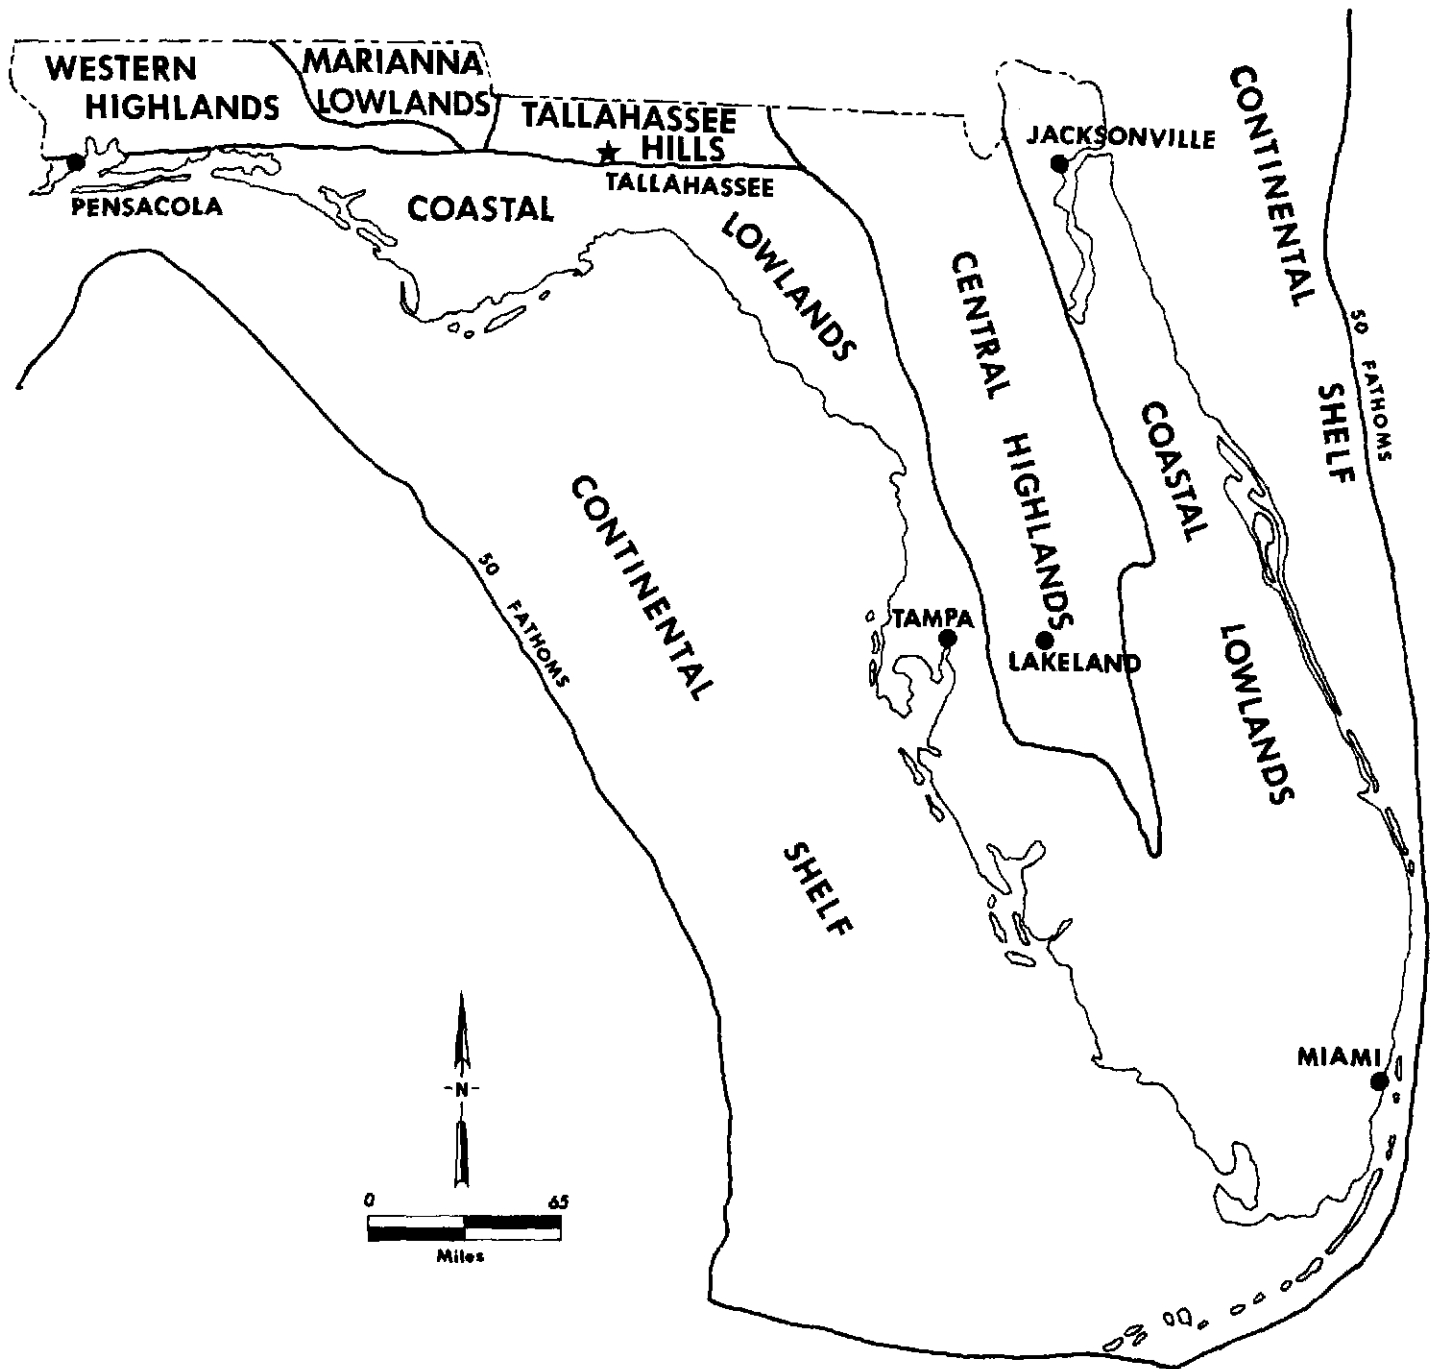 WESTERN
HIGHLANDS
MARIANNA
LOWLANDS
TALLAHASSEE
HILLS
TALLAHASSEE
JACKSONVILLE
PENSACOLA
COASTAL
LOWLANDS
CENTRAL
HIGHLANDS
CONTINENTAL
SHELF
50 FATHOMS
COASTAL
LOWLANDS
CONTINENTAL
SHELF
50 FATHOMS
TAMPA
LAKELAND
MIAMI
-N-
0 65
Miles